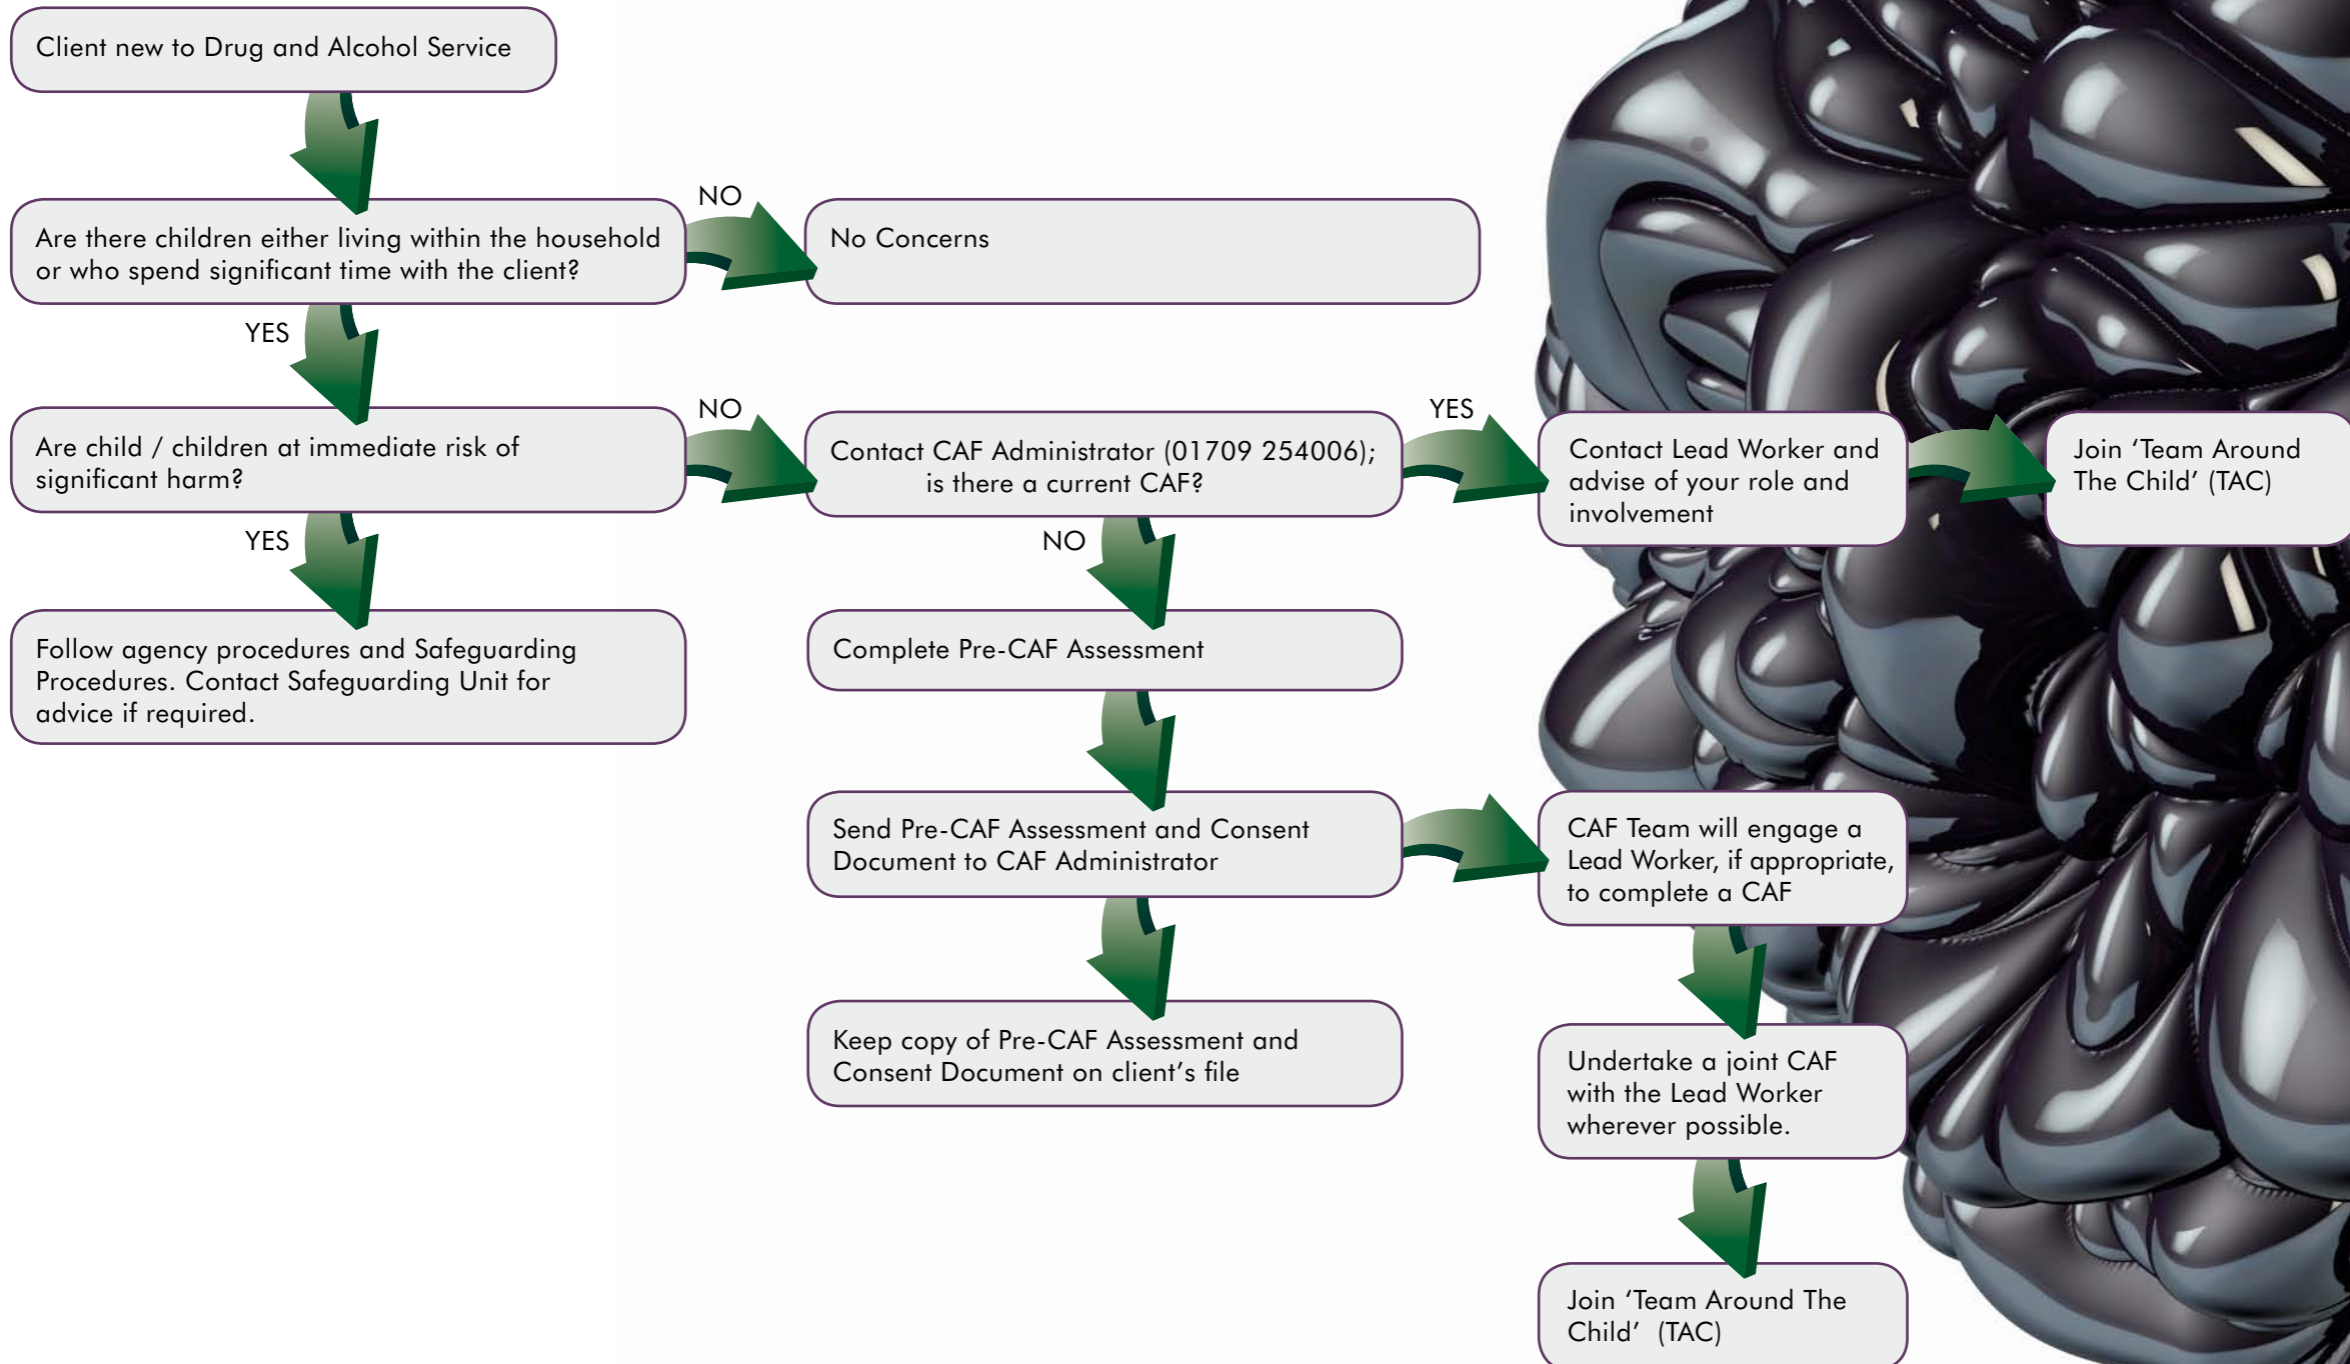 Client new to Drug and Alcohol Service
NO
Are there children either living within the household
or who spend significant time with the client?
No Concerns
YES
NO
YES
Are child / children at immediate risk of
significant harm?
Contact CAF Administrator (01709 254006);
is there a current CAF?
Contact Lead Worker and
advise of your role and
involvement
Join ‘Team Around
The Child’ (TAC)
YES
NO
Follow agency procedures and Safeguarding
Procedures. Contact Safeguarding Unit for
advice if required.
Complete Pre-CAF Assessment
Send Pre-CAF Assessment and Consent
Document to CAF Administrator
CAF Team will engage a
Lead Worker, if appropriate,
to complete a CAF
Keep copy of Pre-CAF Assessment and
Consent Document on client’s file
Undertake a joint CAF
with the Lead Worker
wherever possible.
Join ‘Team Around The
Child’ (TAC)